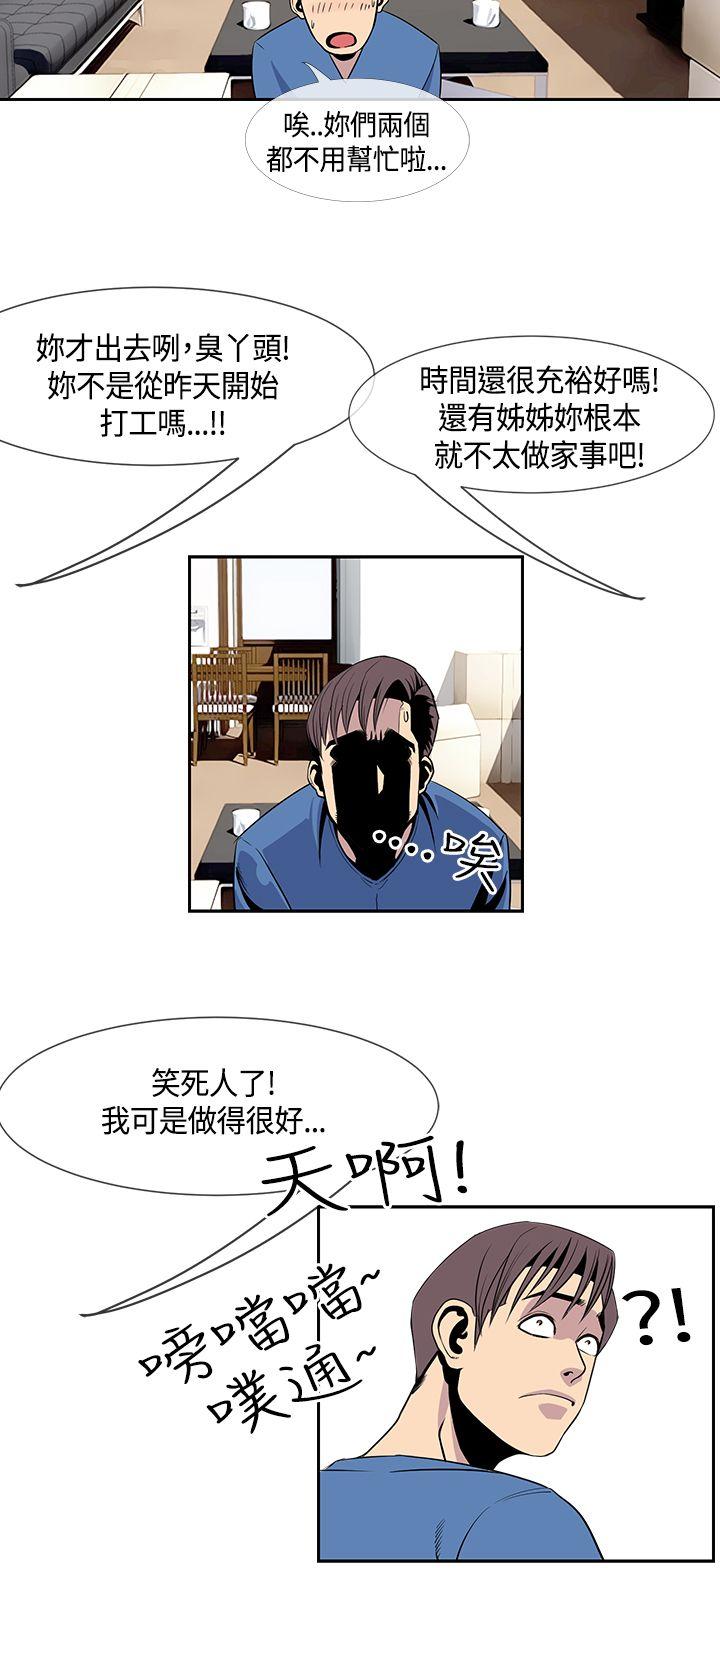 唉..妳們兩個
都不用幫忙啦...
妳才出去咧，臭丫頭！
妳不是從昨天開始
打工嗎...!!
時間還很充裕好嗎！
還有姊姊妳根本
就不太做家事吧！
....唉
笑死人了！
我可是做得很好...
天啊！
嗙噹噹~
噗通~
?!